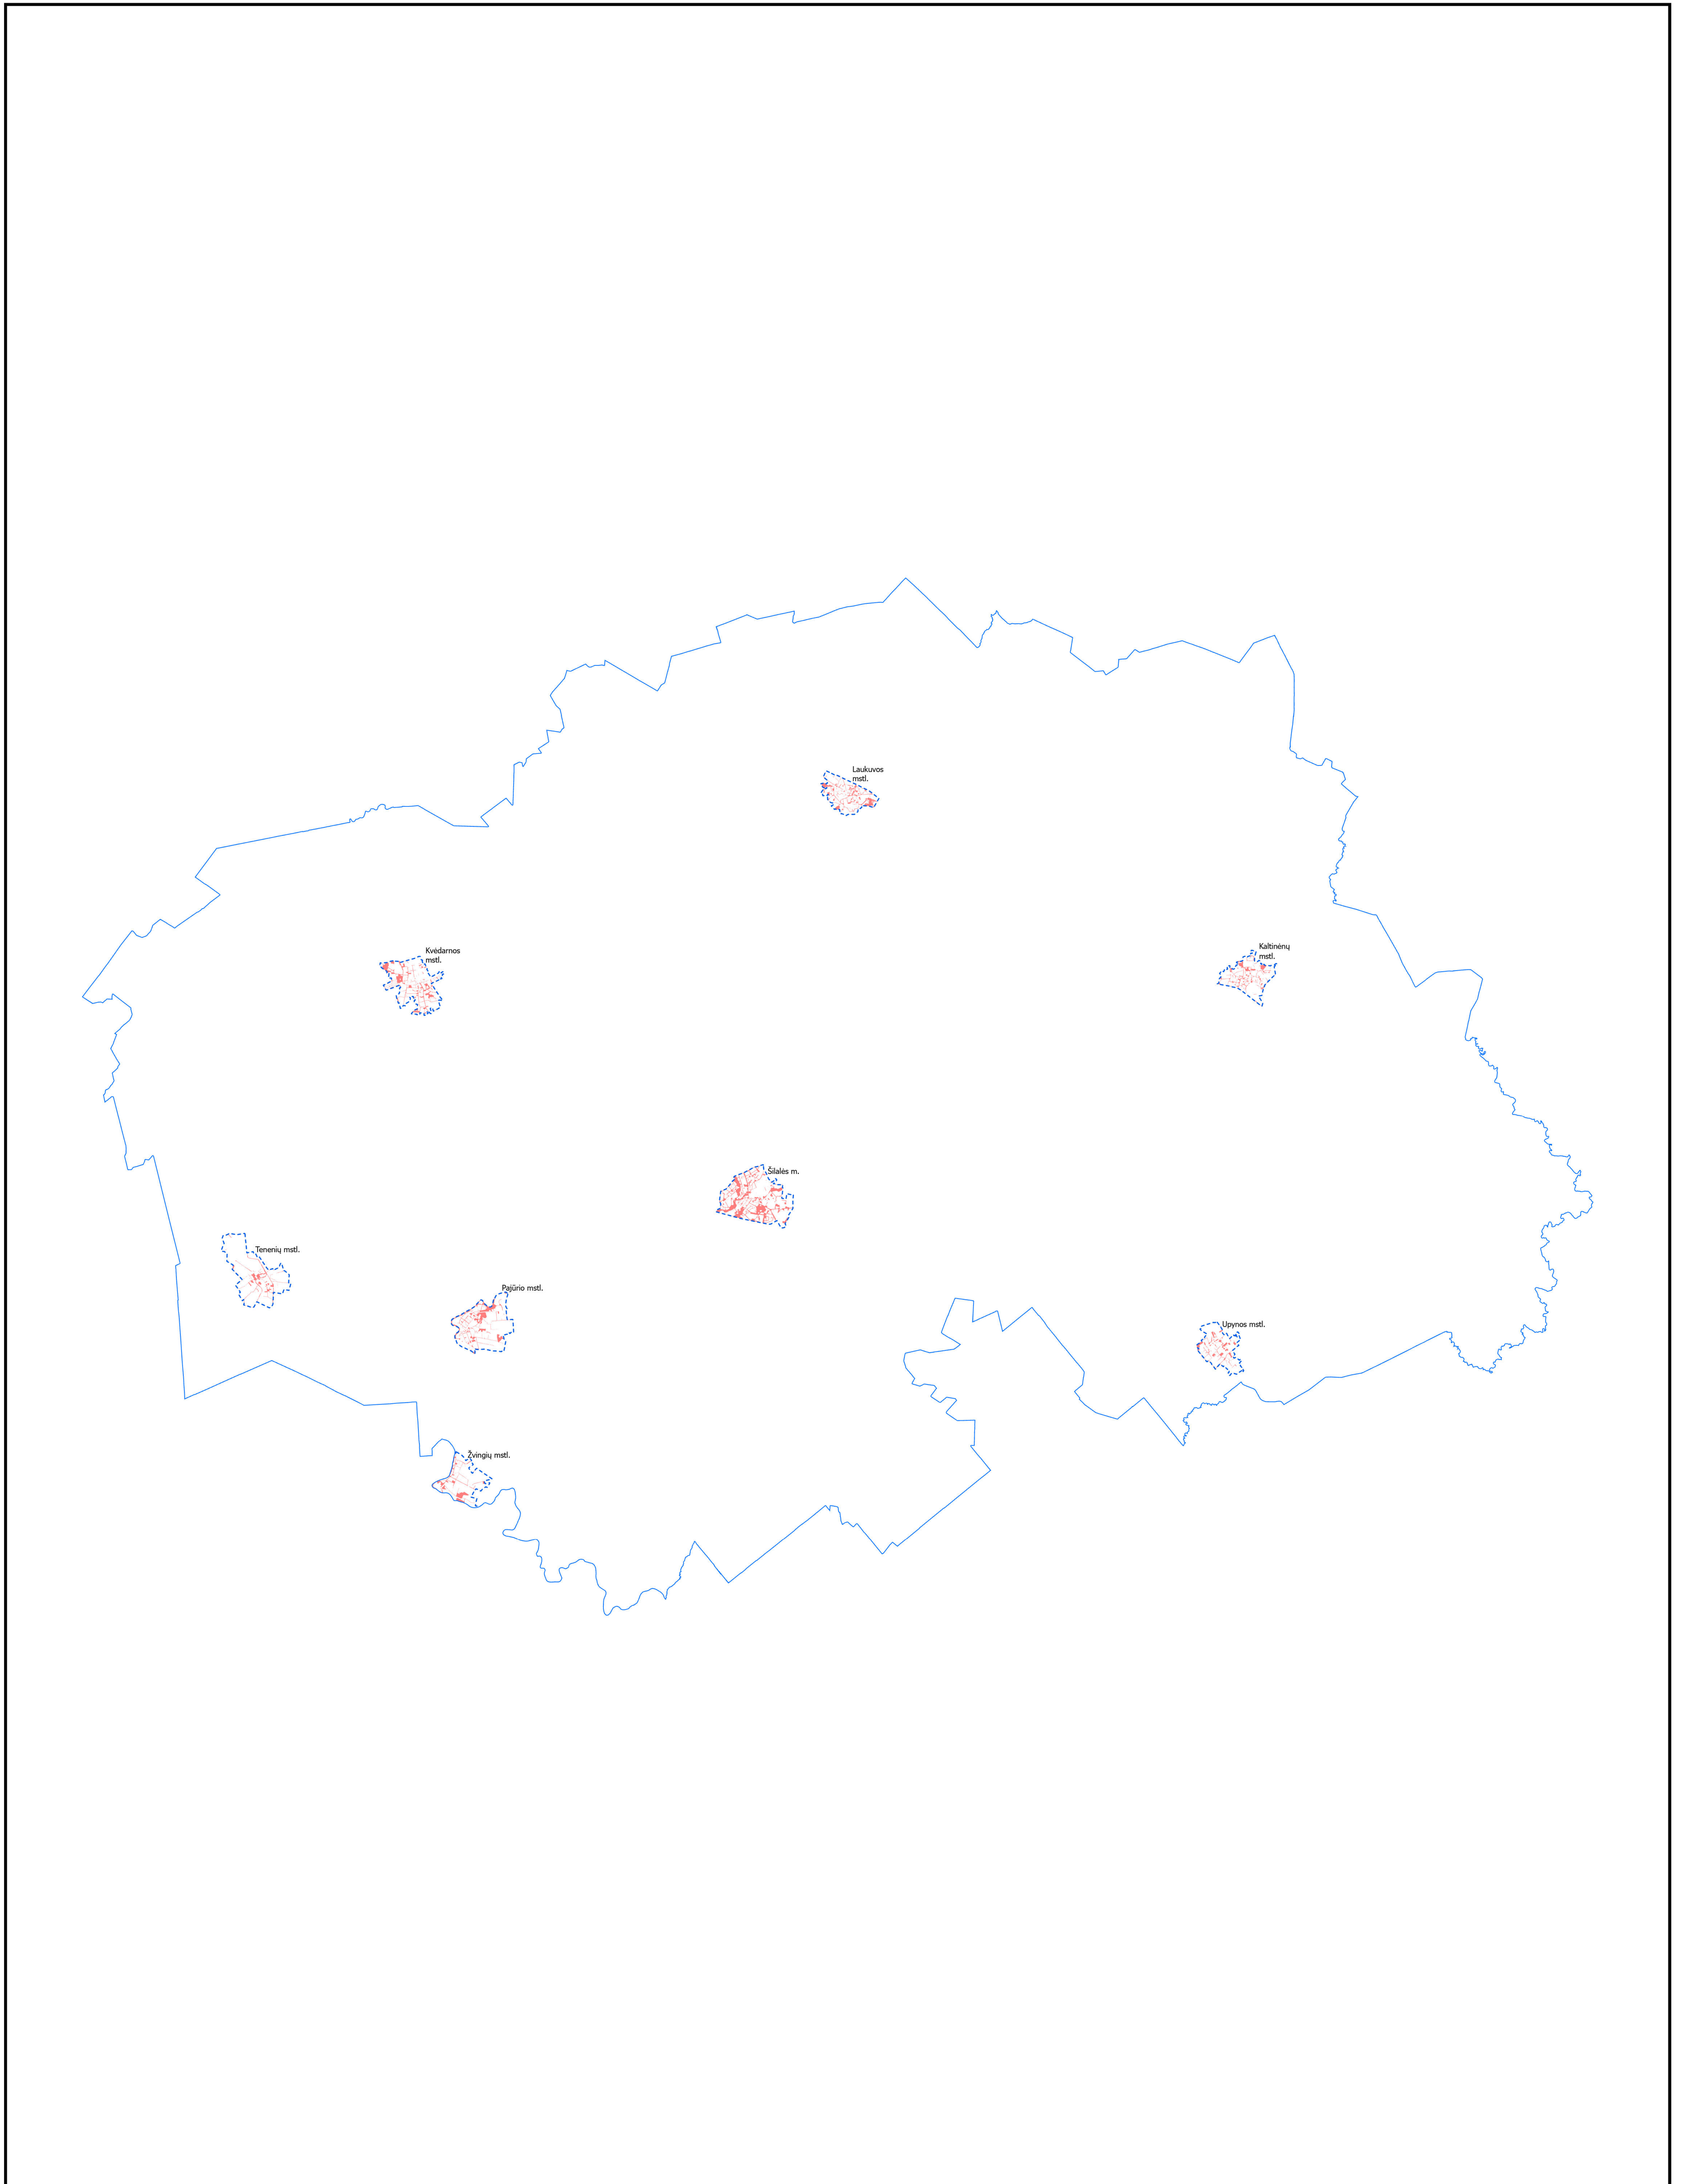 Laukuvos
mstl.
Kaltinėnų
mstl.
Kvėdarnos
mstl.
Šilalės m.
Tenenių mstl.
Pajūrio mstl.
Upynos mstl.
Žvingių mstl.